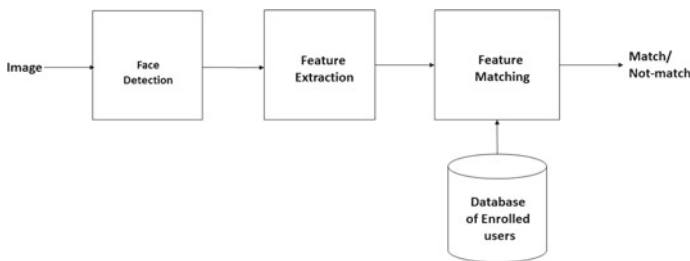 Image
Face
Detection
Feature
Extraction
Feature
Matching
Match/
Not-match
Database
of Enrolled
users